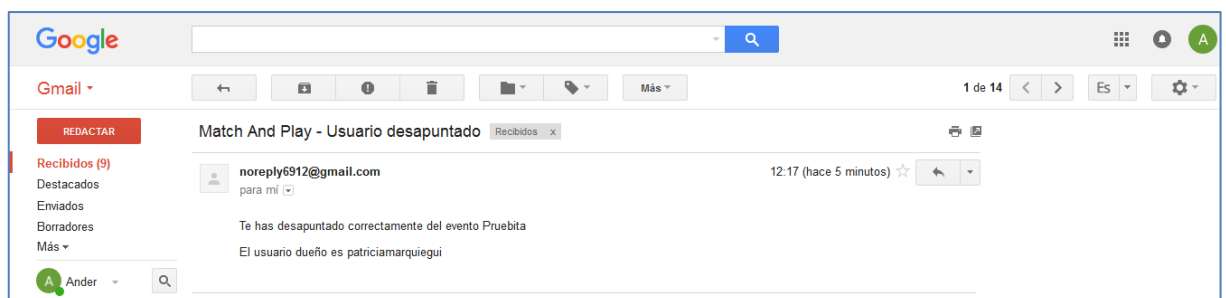 Google
A
Gmail
Más
1 de 14
Es
REDACTAR
Match And Play - Usuario desapuntado Recibidos x
Recibidos (9)
Destacados
Enviados
Borradores
Más
noreply6912@gmail.com
12:17 (hace 5 minutos)
para mí
Te has desapuntado correctamente del evento Pruebita
El usuario dueño es patriciamarquiegui
A Ander